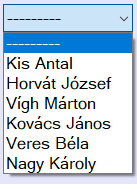 ---------
---------
Kis Antal
Horvát József
Vígh Márton
Kovács János
Veres Béla
Nagy Károly